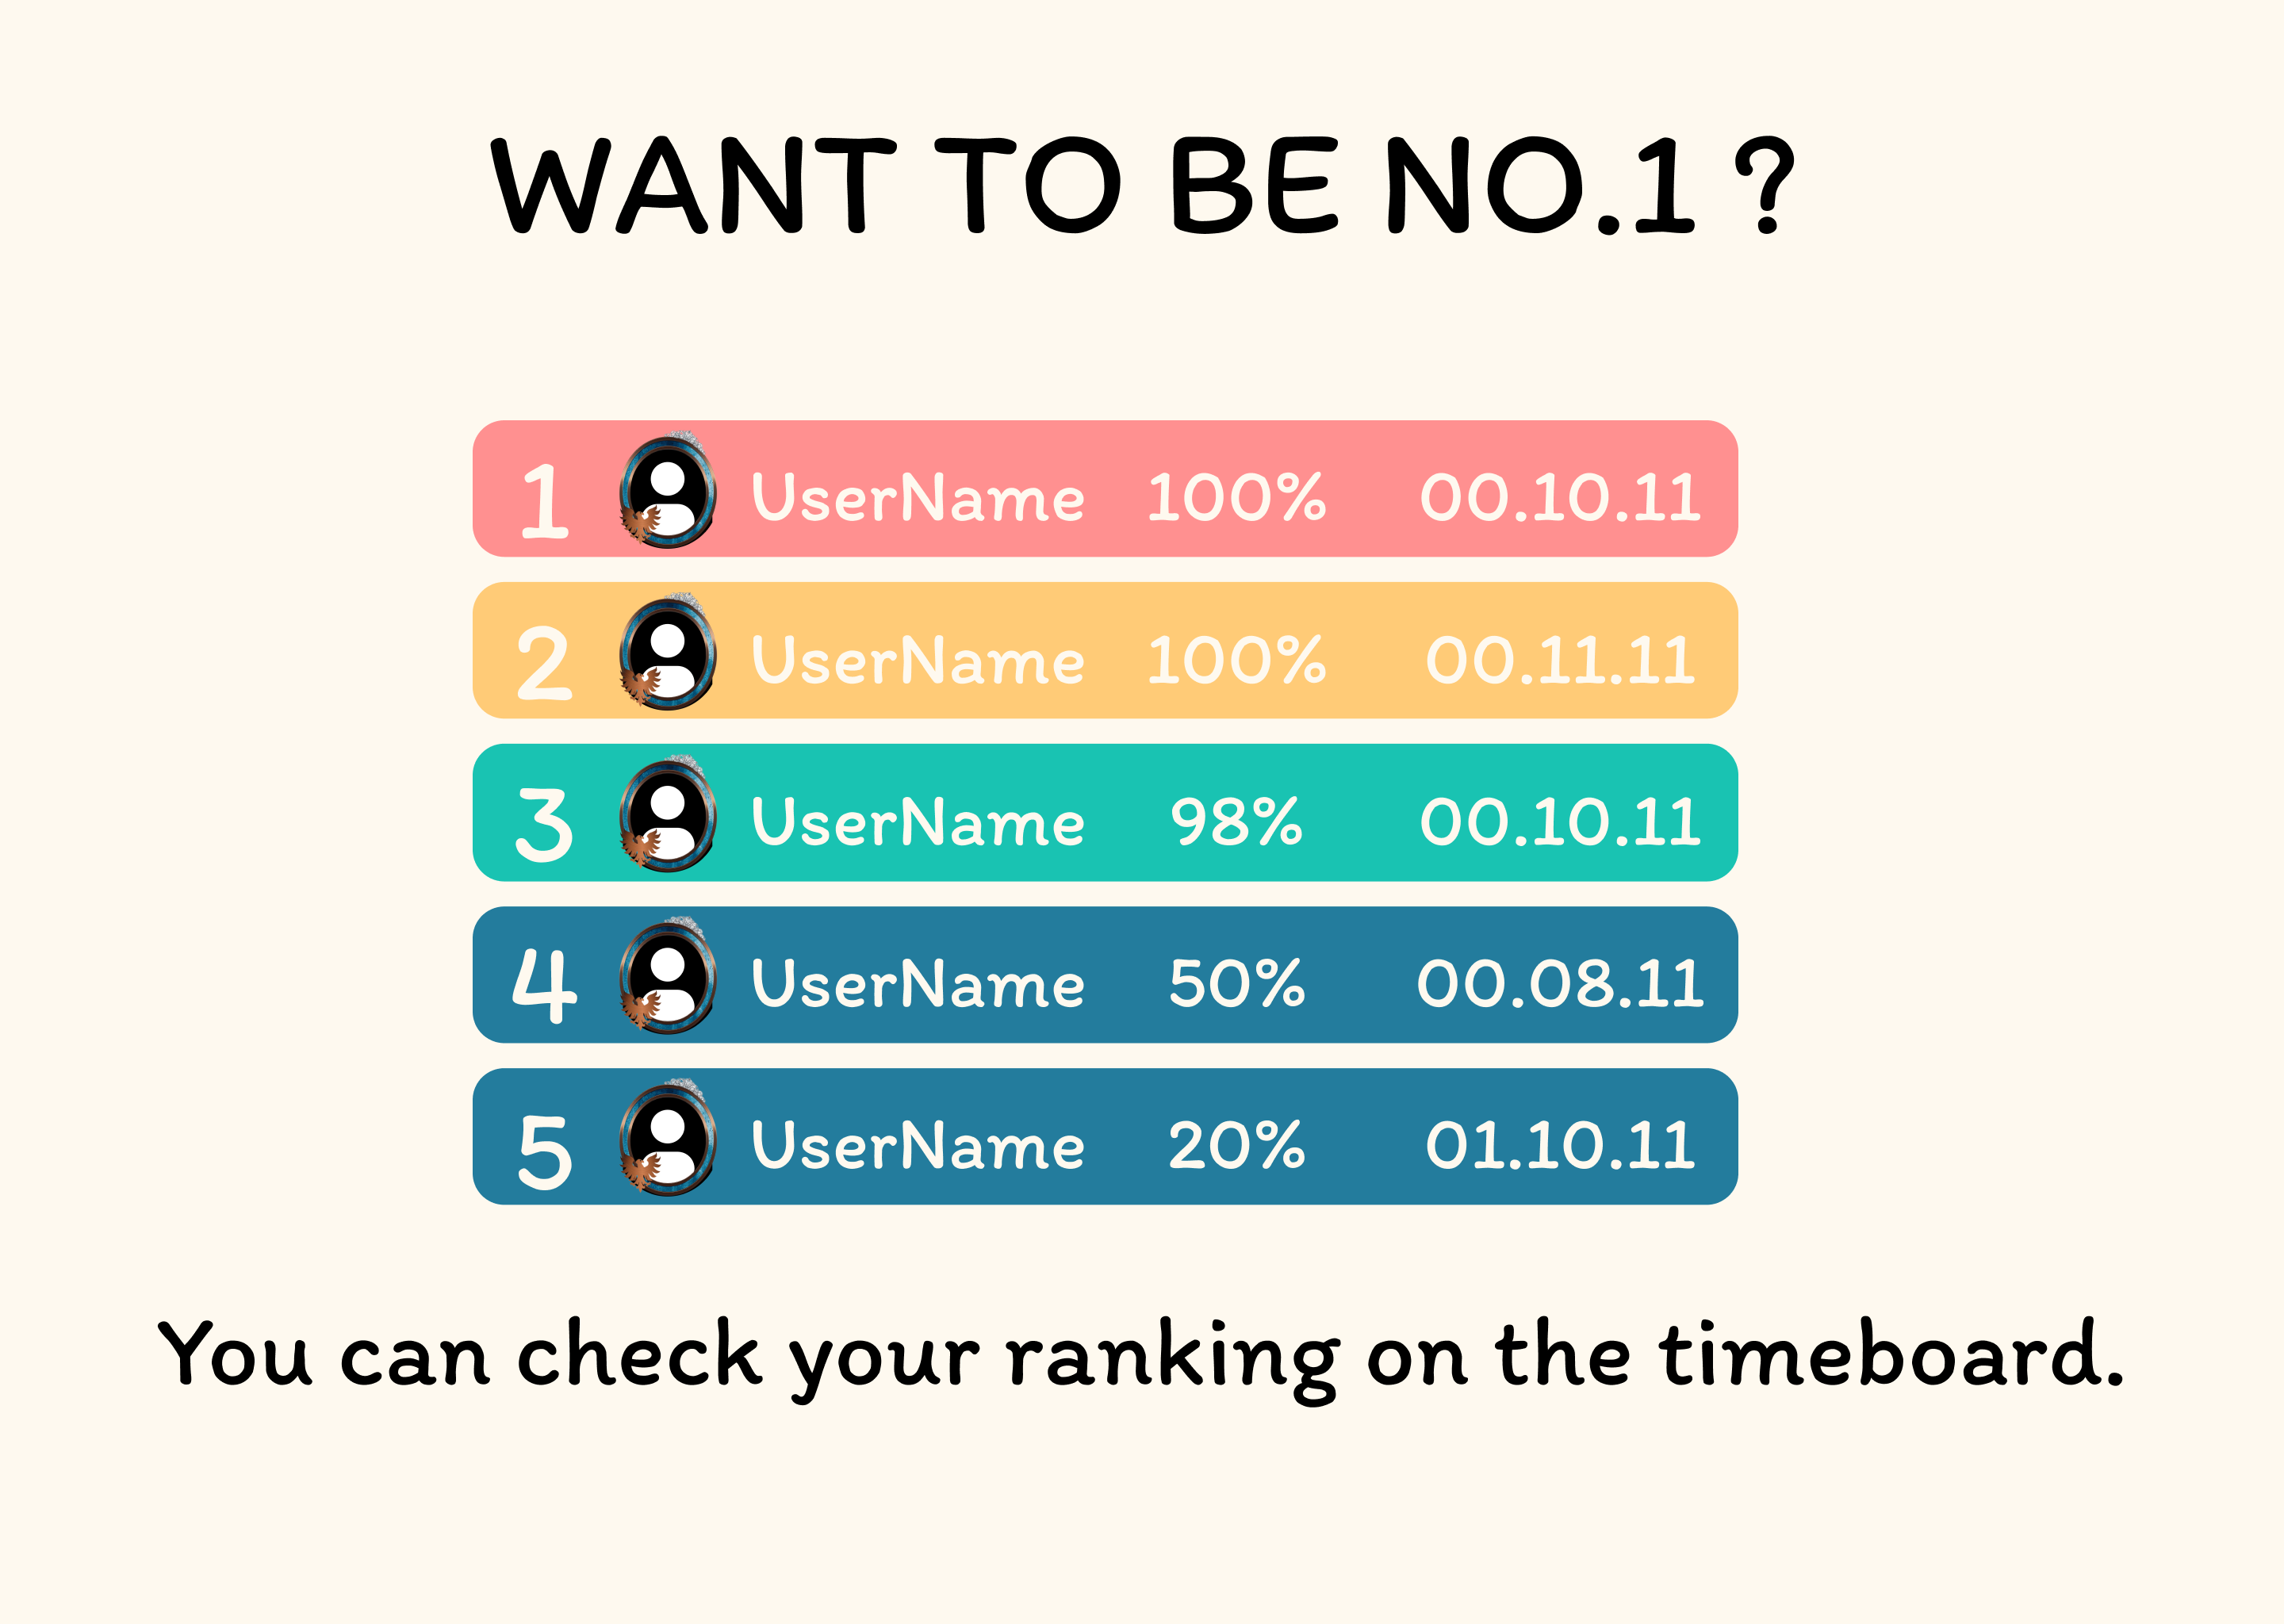 WANT TO BE NO.1 ?
1 UserName 100% 00.10.11
2 UserName 100% 00.11.11
3 UserName 98% 00.10.11
4 UserName 50% 00.08.11
5 UserName 20% 01.10.11
You can check your ranking on the timeboard.